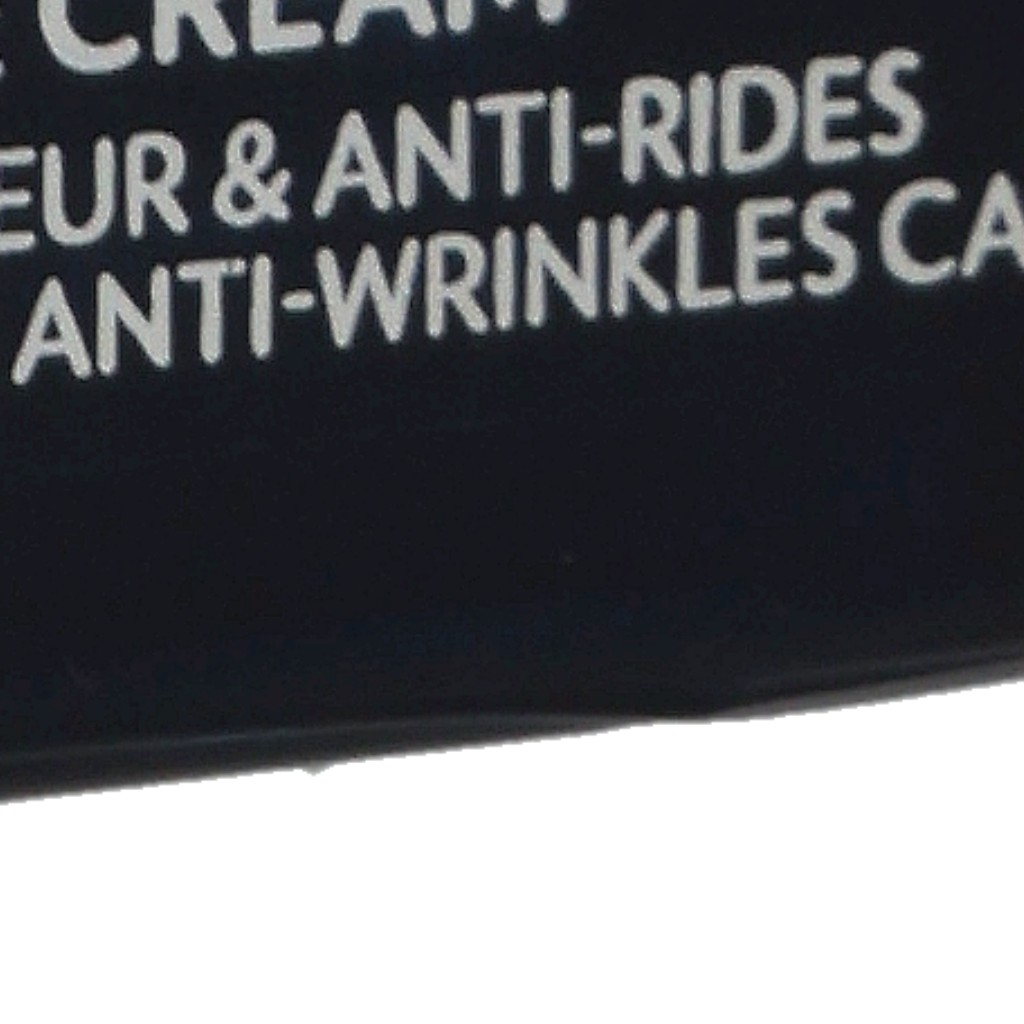 CREAM
EUR & ANTI-RIDES
ANTI-WRINKLES CA